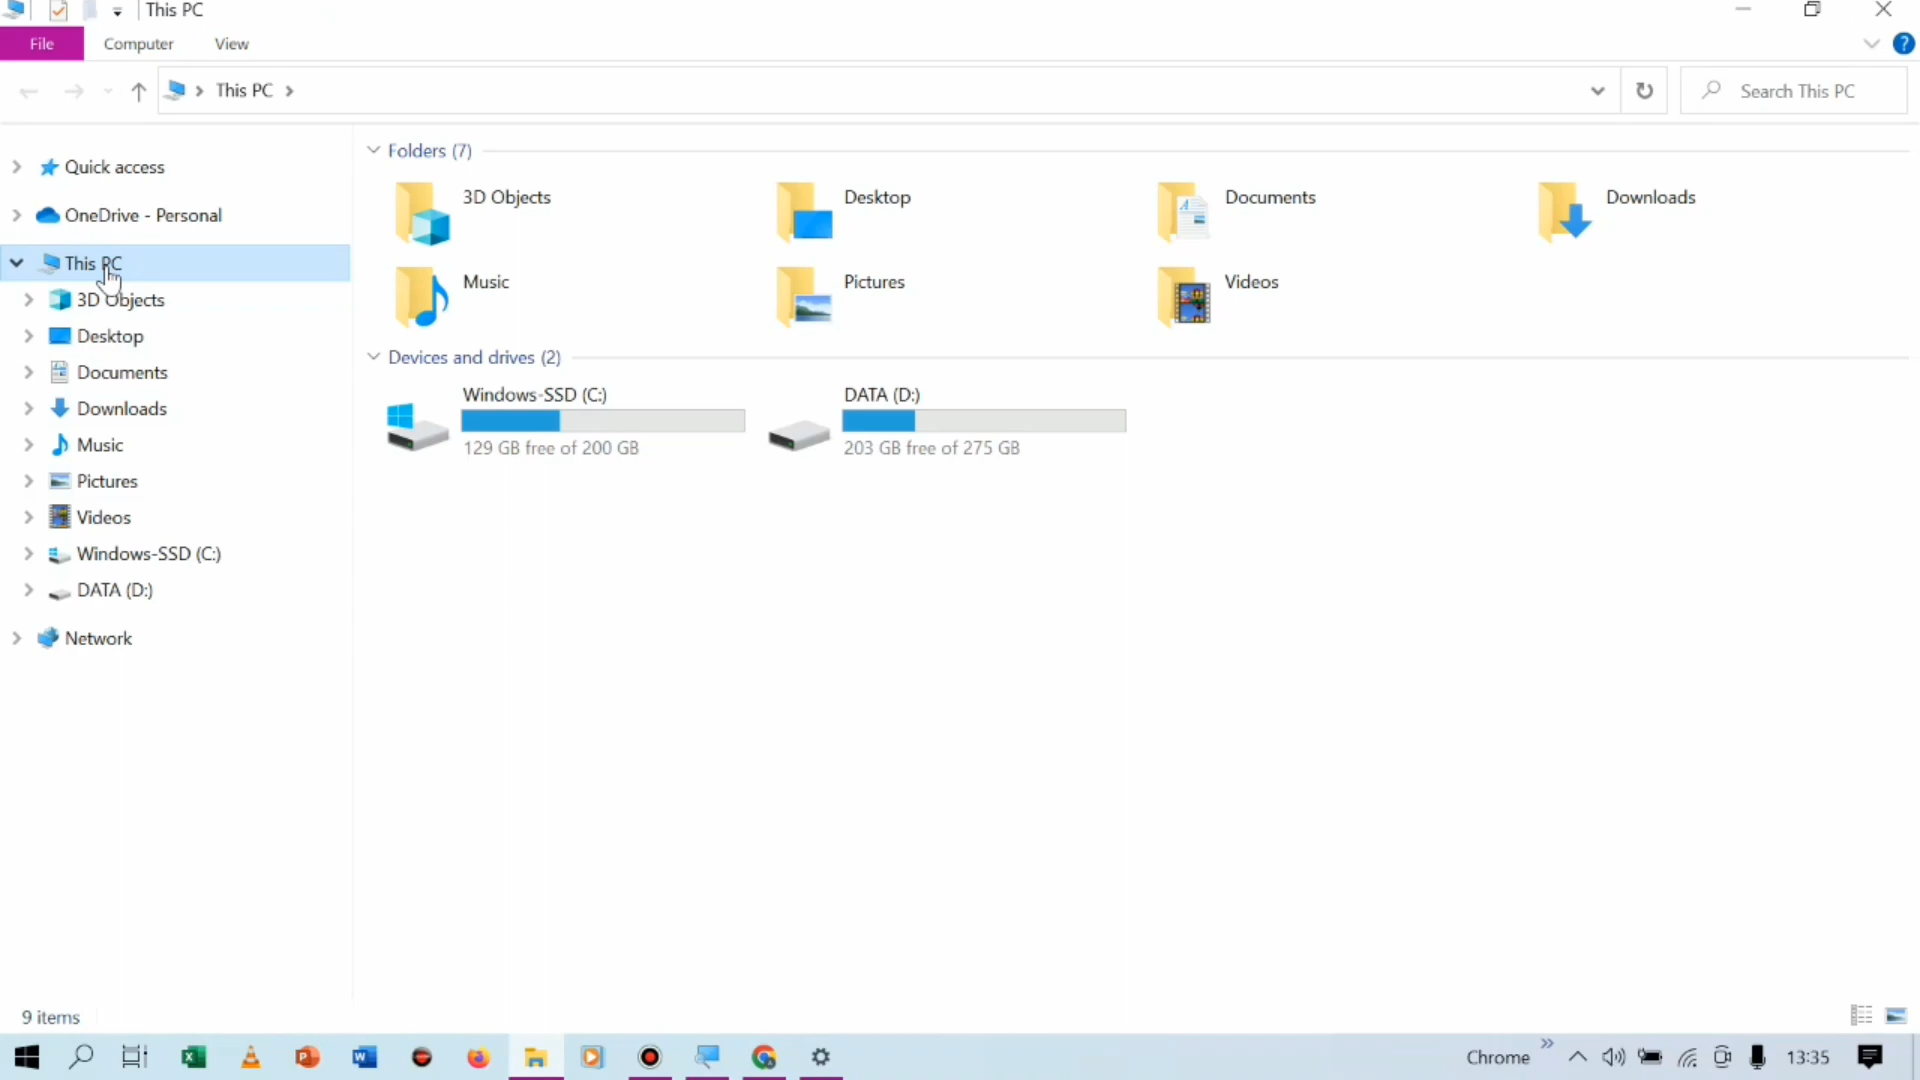 This PC
File Computer View
This PC
Search This PC
Quick access
OneDrive - Personal
This PC
3D Objects
Desktop
Documents
Downloads
Music
Pictures
Videos
Windows-SSD (C:)
DATA (D:)
Network
Folders (7)
3D Objects
Desktop
Documents
Downloads
Music
Pictures
Videos
Devices and drives (2)
Windows-SSD (C:)
129 GB free of 200 GB
DATA (D:)
203 GB free of 275 GB
9 items
Chrome
13:35